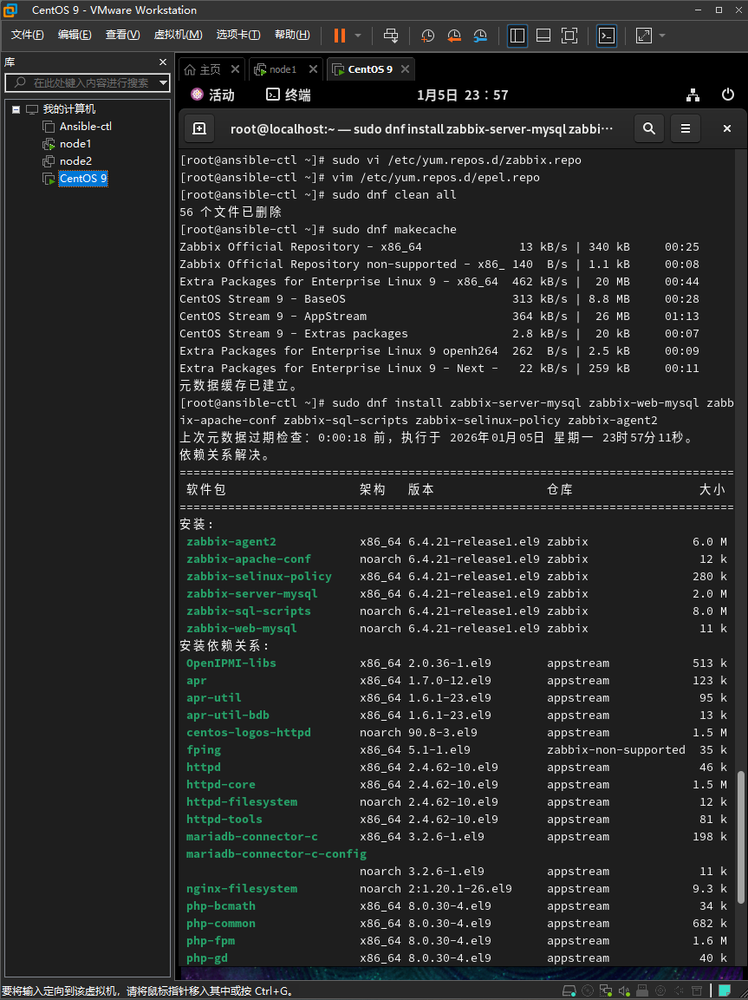 CentOS 9 - VMware Workstation
文件(F) 编辑(E) 查看(V) 虚拟机(M) 选项卡(T) 帮助(H)
库
在此处键入内容进行搜索
我的计算机
Ansible-ctl
node1
node2
CentOS 9
主页 node1 CentOS 9
活动 终端 1月5日 23：57
root@localhost:~ — sudo dnf install zabbix-server-mysql zabbi···
[root@ansible-ctl ~]# sudo vi /etc/yum.repos.d/zabbix.repo
[root@ansible-ctl ~]# vim /etc/yum.repos.d/epel.repo
[root@ansible-ctl ~]# sudo dnf clean all
56 个文件已删除
[root@ansible-ctl ~]# sudo dnf makecache
Zabbix Official Repository - x86_64 13 kB/s | 340 kB 00:25
Zabbix Official Repository non-supported - x86_ 140 B/s | 1.1 kB 00:08
Extra Packages for Enterprise Linux 9 - x86_64 462 kB/s | 20 MB 00:44
CentOS Stream 9 - BaseOS 313 kB/s | 8.8 MB 00:28
CentOS Stream 9 - AppStream 364 kB/s | 26 MB 01:13
CentOS Stream 9 - Extras packages 2.8 kB/s | 20 kB 00:07
Extra Packages for Enterprise Linux 9 openh264 262 B/s | 2.5 kB 00:09
Extra Packages for Enterprise Linux 9 - Next - 22 kB/s | 259 kB 00:11
元数据缓存已建立。
[root@ansible-ctl ~]# sudo dnf install zabbix-server-mysql zabbix-web-mysql zabb
ix-apache-conf zabbix-sql-scripts zabbix-selinux-policy zabbix-agent2
上次元数据过期检查：0:00:18 前，执行于 2026年01月05日 星期一 23时57分11秒。
依赖关系解决。
================================================================================
软件包 架构 版本 仓库 大小
================================================================================
安装:
zabbix-agent2 x86_64 6.4.21-release1.el9 zabbix 6.0 M
zabbix-apache-conf noarch 6.4.21-release1.el9 zabbix 12 k
zabbix-selinux-policy x86_64 6.4.21-release1.el9 zabbix 280 k
zabbix-server-mysql x86_64 6.4.21-release1.el9 zabbix 2.0 M
zabbix-sql-scripts noarch 6.4.21-release1.el9 zabbix 8.0 M
zabbix-web-mysql noarch 6.4.21-release1.el9 zabbix 11 k
安装依赖关系:
OpenIPMI-libs x86_64 2.0.36-1.el9 appstream 513 k
apr x86_64 1.7.0-12.el9 appstream 123 k
apr-util x86_64 1.6.1-23.el9 appstream 95 k
apr-util-bdb x86_64 1.6.1-23.el9 appstream 13 k
centos-logos-httpd noarch 90.8-3.el9 appstream 1.5 M
fping x86_64 5.1-1.el9 zabbix-non-supported 35 k
httpd x86_64 2.4.62-10.el9 appstream 46 k
httpd-core x86_64 2.4.62-10.el9 appstream 1.5 M
httpd-filesystem noarch 2.4.62-10.el9 appstream 12 k
httpd-tools x86_64 2.4.62-10.el9 appstream 81 k
mariadb-connector-c x86_64 3.2.6-1.el9 appstream 198 k
mariadb-connector-c-config
noarch 3.2.6-1.el9 appstream 11 k
nginx-filesystem noarch 2:1.20.1-26.el9 appstream 9.3 k
php-bcmath x86_64 8.0.30-4.el9 appstream 34 k
php-common x86_64 8.0.30-4.el9 appstream 682 k
php-fpm x86_64 8.0.30-4.el9 appstream 1.6 M
php-gd x86_64 8.0.30-4.el9 appstream 40 k
要将输入定向到该虚拟机，请将鼠标指针移入其中或按 Ctrl+G。